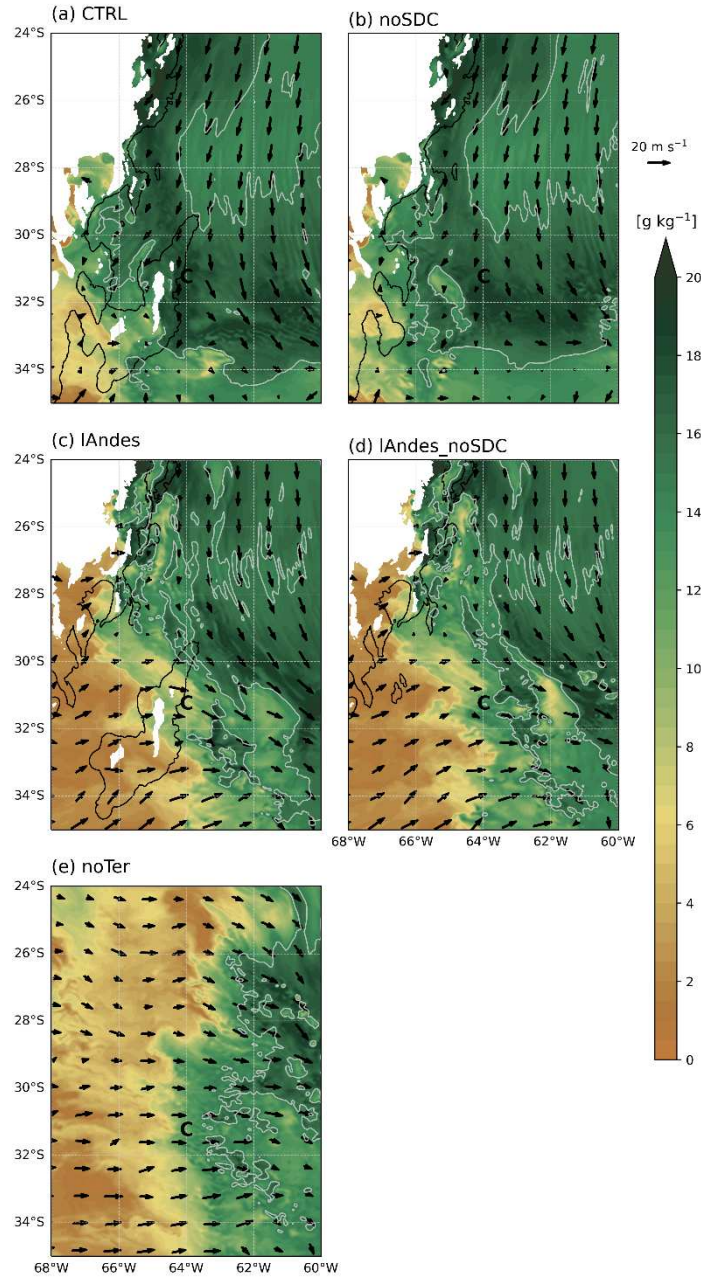 (a) CTRL
(b) noSDC
24°S
26°S
28°S
30°S
32°S
34°S
C
C
20 m s⁻¹
[g kg⁻¹]
20
18
16
14
12
10
8
6
4
2
0
(c) lAndes
(d) lAndes_noSDC
24°S
26°S
28°S
30°S
32°S
34°S
C
C
68°W 66°W 64°W 62°W 60°W
(e) noTer
24°S
26°S
28°S
30°S
32°S
34°S
C
68°W 66°W 64°W 62°W 60°W